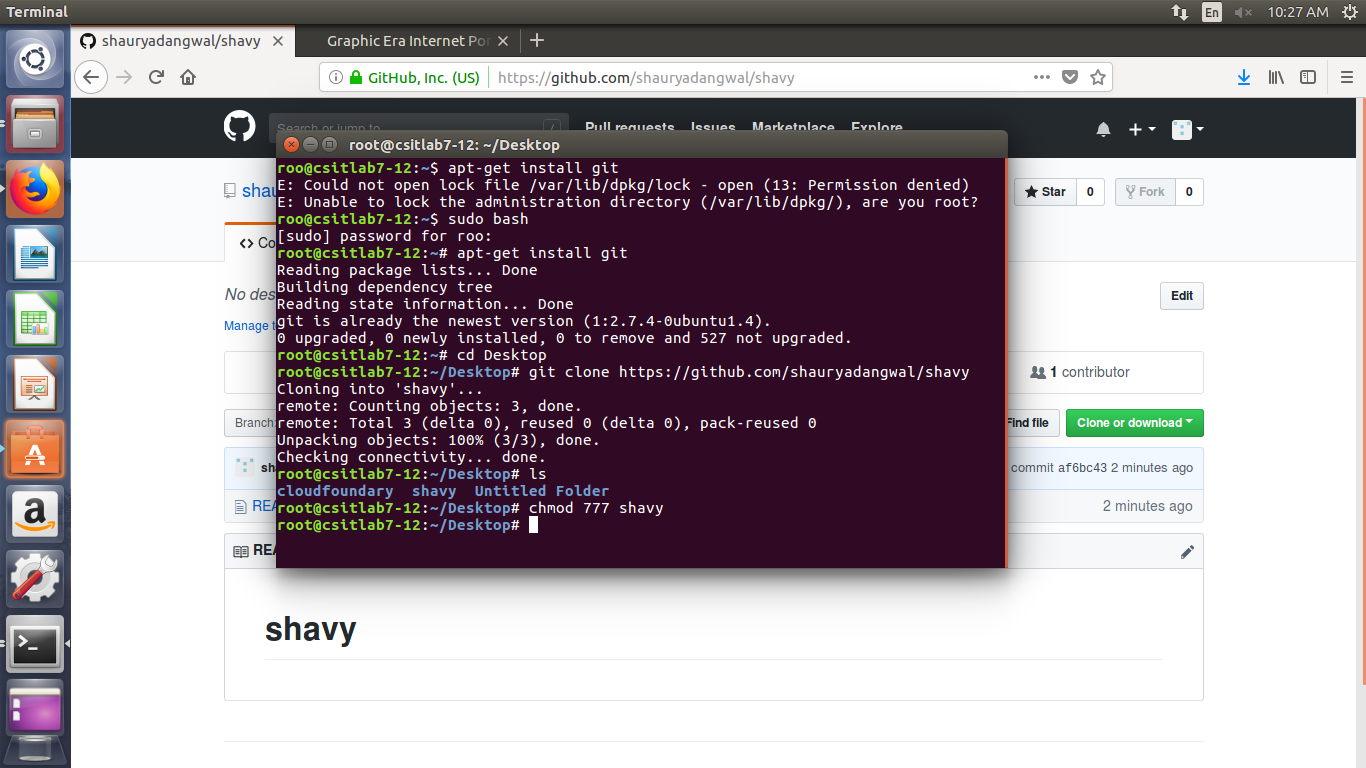 Terminal
En
10:27 AM
shauryadangwal/shavy
Graphic Era Internet Po
GitHub, Inc. (US)
https://github.com/shauryadangwal/shavy
Search or jump to
/
Pull requests Issues Marketplace Explore
root@csitlab7-12: ~/Desktop
roo@csitlab7-12:~$ apt-get install git
E: Could not open lock file /var/lib/dpkg/lock - open (13: Permission denied)
E: Unable to lock the administration directory (/var/lib/dpkg/), are you root?
roo@csitlab7-12:~$ sudo bash
[sudo] password for roo:
root@csitlab7-12:~# apt-get install git
Reading package lists... Done
Building dependency tree
Reading state information... Done
git is already the newest version (1:2.7.4-0ubuntu1.4).
0 upgraded, 0 newly installed, 0 to remove and 527 not upgraded.
root@csitlab7-12:~# cd Desktop
root@csitlab7-12:~/Desktop# git clone https://github.com/shauryadangwal/shavy
Cloning into 'shavy'...
remote: Counting objects: 3, done.
remote: Total 3 (delta 0), reused 0 (delta 0), pack-reused 0
Unpacking objects: 100% (3/3), done.
Checking connectivity... done.
root@csitlab7-12:~/Desktop# ls
cloudfoundary shavy Untitled Folder
root@csitlab7-12:~/Desktop# chmod 777 shavy
root@csitlab7-12:~/Desktop#
shau
Star 0
Fork 0
<> Co
No des
Edit
Manage t
1 contributor
Branch:
Find file
Clone or download
sha
commit af6bc43 2 minutes ago
REA
2 minutes ago
REA
shavy